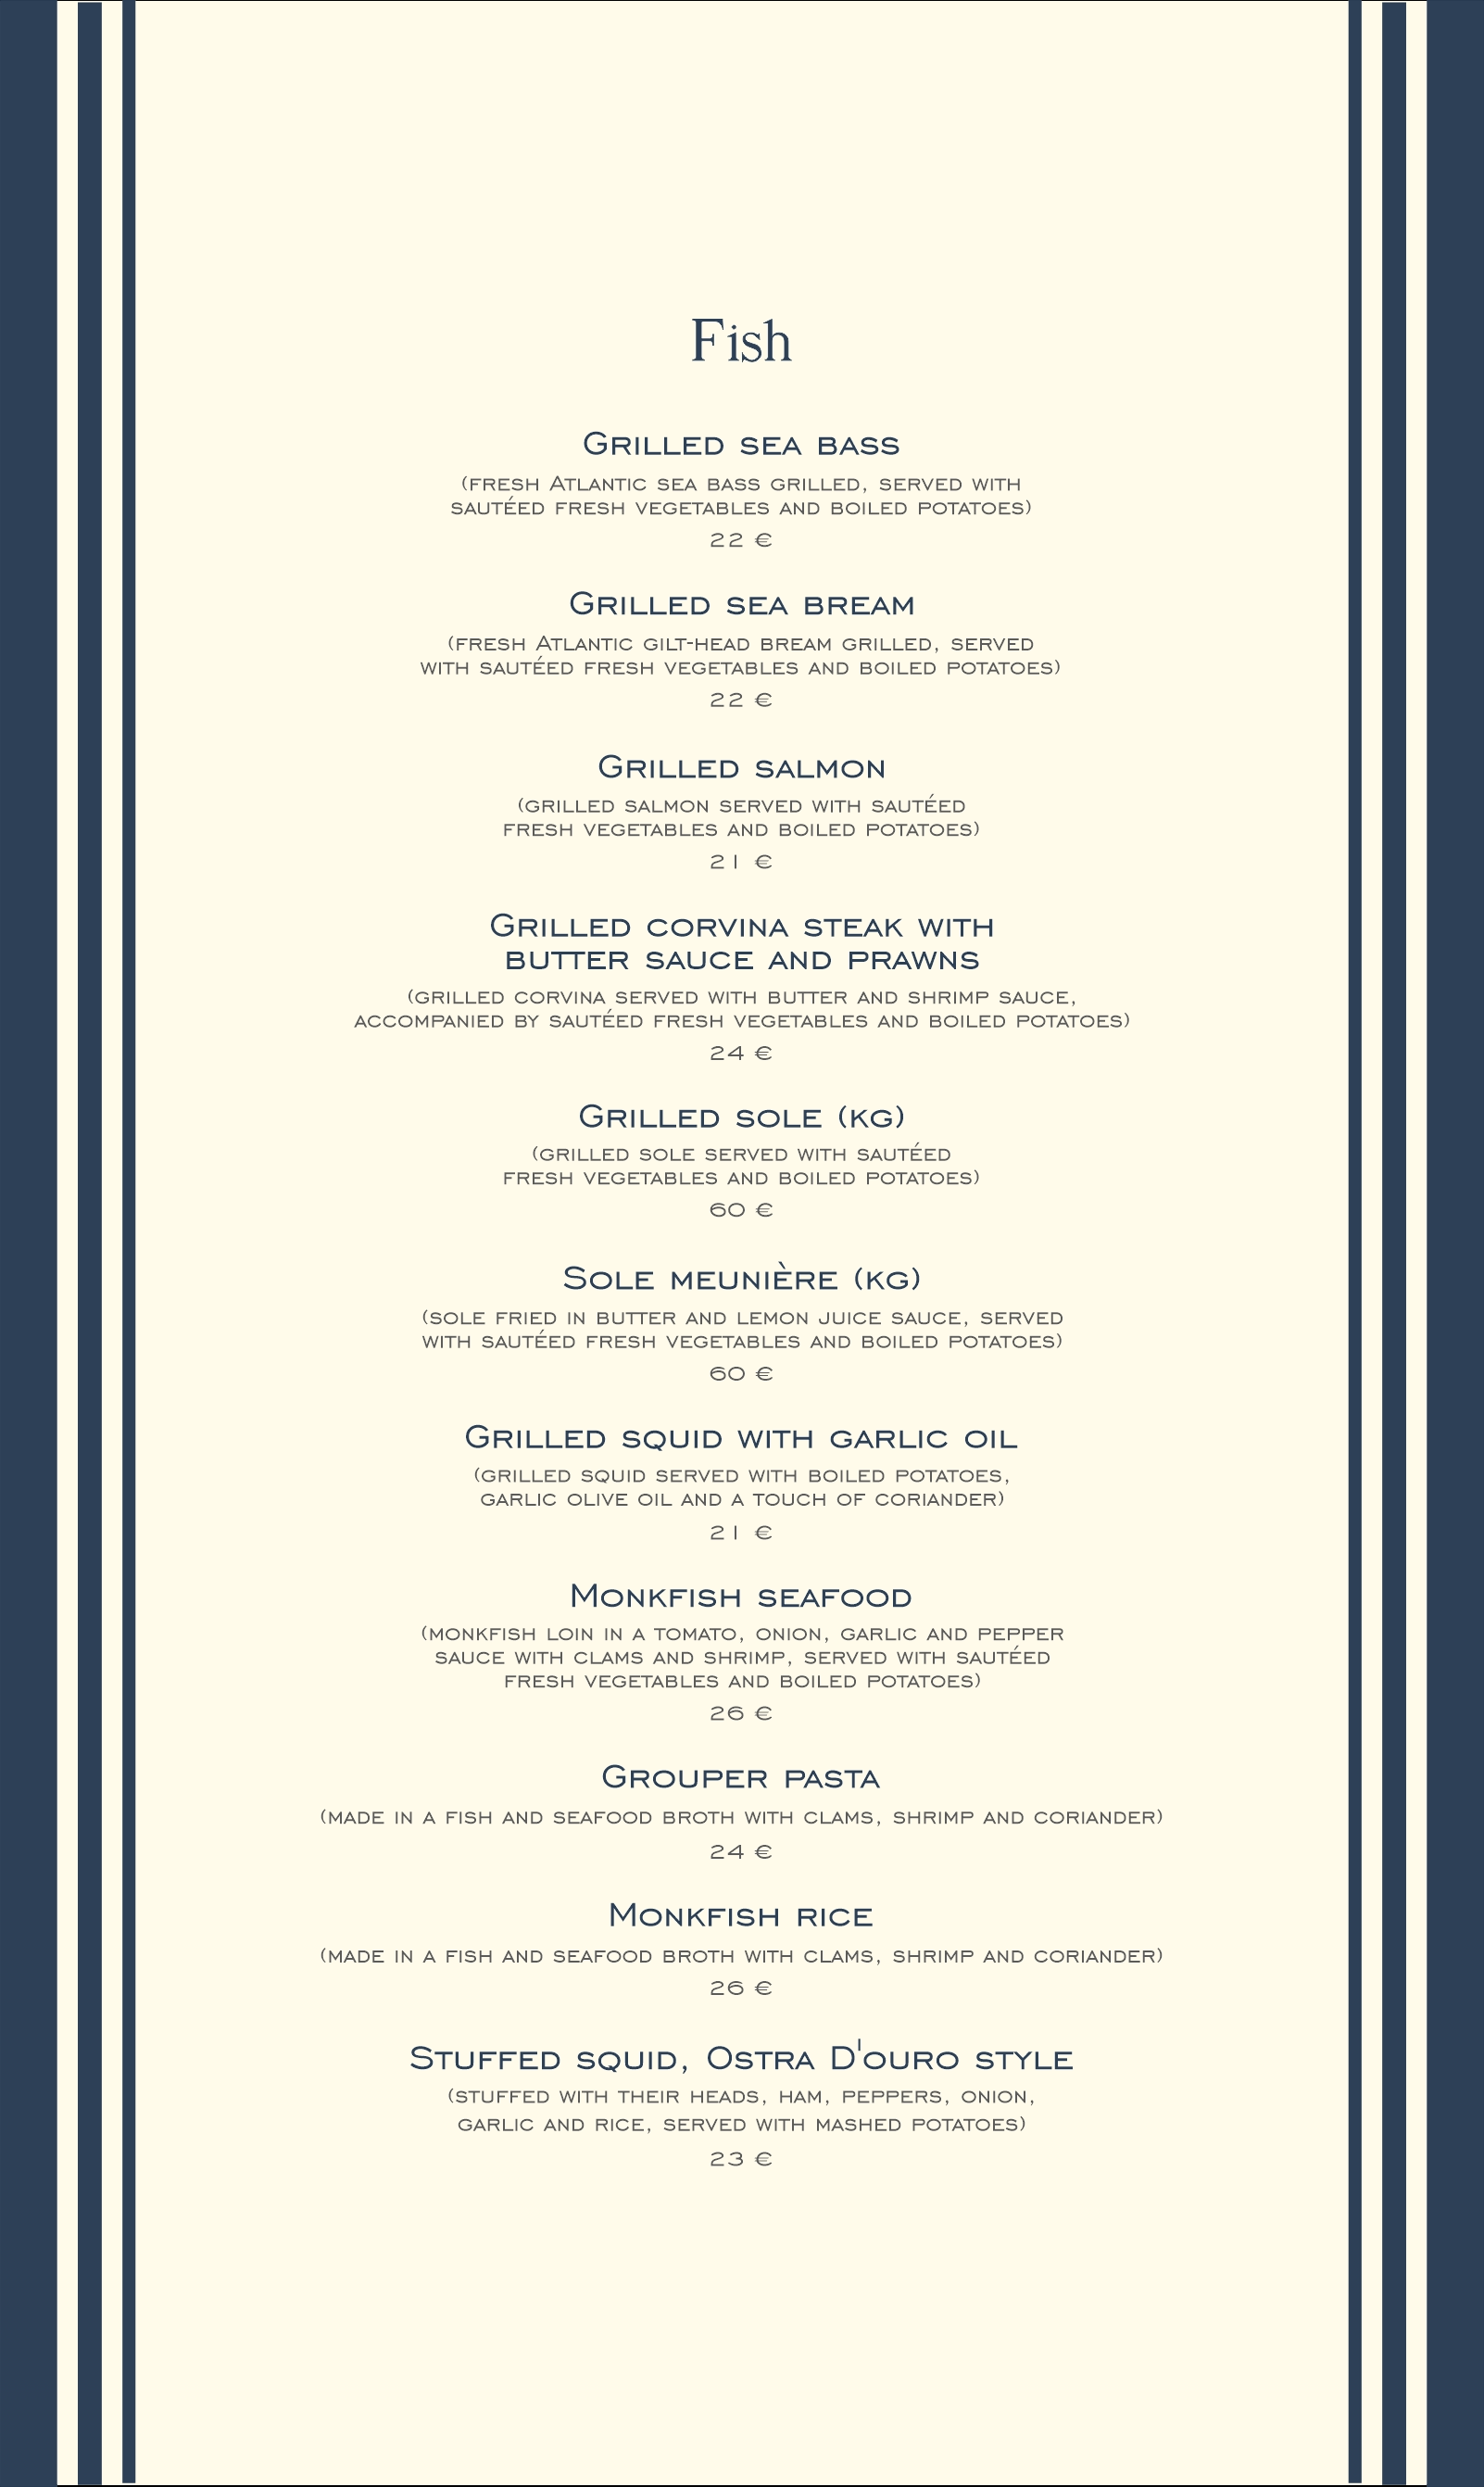 Fish
Grilled sea bass
(fresh Atlantic sea bass grilled, served with
sautéed fresh vegetables and boiled potatoes)
22 €
Grilled sea bream
(fresh Atlantic gilt-head bream grilled, served
with sautéed fresh vegetables and boiled potatoes)
22 €
Grilled salmon
(grilled salmon served with sautéed
fresh vegetables and boiled potatoes)
21 €
Grilled corvina steak with
butter sauce and prawns
(grilled corvina served with butter and shrimp sauce,
accompanied by sautéed fresh vegetables and boiled potatoes)
24 €
Grilled sole (kg)
(grilled sole served with sautéed
fresh vegetables and boiled potatoes)
60 €
Sole meunière (kg)
(sole fried in butter and lemon juice sauce, served
with sautéed fresh vegetables and boiled potatoes)
60 €
Grilled squid with garlic oil
(grilled squid served with boiled potatoes,
garlic olive oil and a touch of coriander)
21 €
Monkfish seafood
(monkfish loin in a tomato, onion, garlic and pepper
sauce with clams and shrimp, served with sautéed
fresh vegetables and boiled potatoes)
26 €
Grouper pasta
(made in a fish and seafood broth with clams, shrimp and coriander)
24 €
Monkfish rice
(made in a fish and seafood broth with clams, shrimp and coriander)
26 €
Stuffed squid, Ostra D'ouro style
(stuffed with their heads, ham, peppers, onion,
garlic and rice, served with mashed potatoes)
23 €